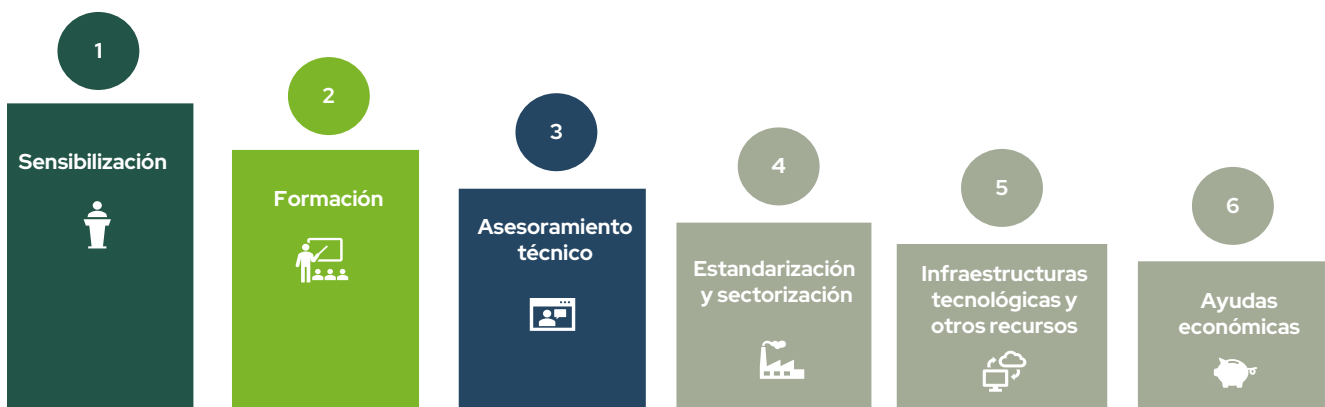 1
Sensibilización
2
Formación
3
Asesoramiento
técnico
4
Estandarización
y sectorización
5
Infraestructuras
tecnológicas y
otros recursos
6
Ayudas
económicas